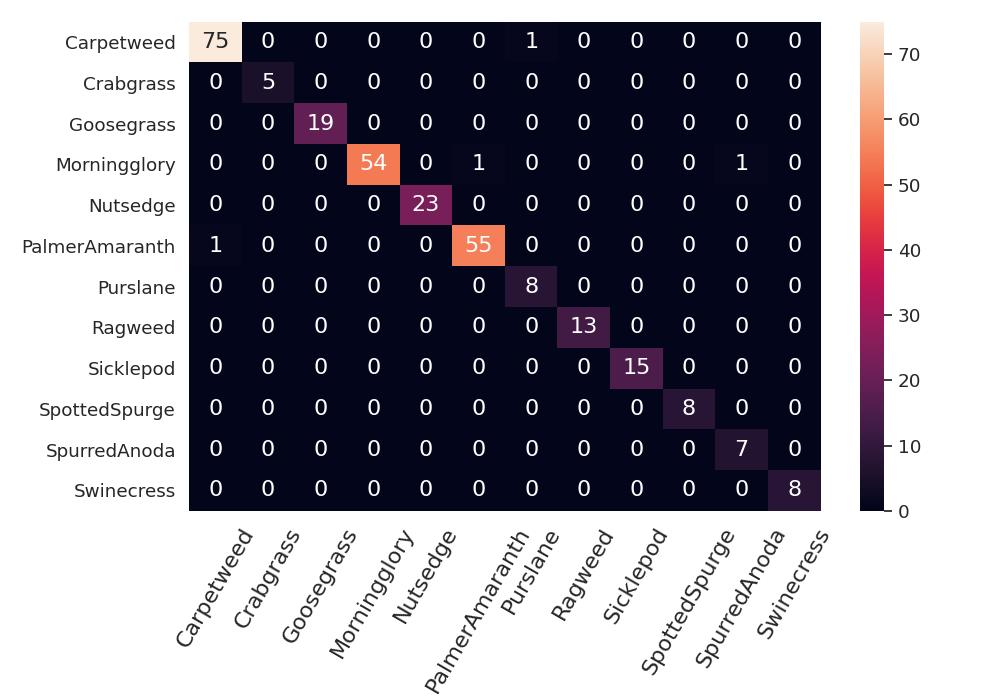 Carpetweed 75 0 0 0 0 0 1 0 0 0 0 0
Crabgrass 0 5 0 0 0 0 0 0 0 0 0 0
Goosegrass 0 0 19 0 0 0 0 0 0 0 0 0
Morningglory 0 0 0 54 0 1 0 0 0 0 1 0
Nutsedge 0 0 0 0 23 0 0 0 0 0 0 0
PalmerAmaranth 1 0 0 0 0 55 0 0 0 0 0 0
Purslane 0 0 0 0 0 0 8 0 0 0 0 0
Ragweed 0 0 0 0 0 0 0 13 0 0 0 0
Sicklepod 0 0 0 0 0 0 0 0 15 0 0 0
SpottedSpurge 0 0 0 0 0 0 0 0 0 8 0 0
SpurredAnoda 0 0 0 0 0 0 0 0 0 0 7 0
Swinecress 0 0 0 0 0 0 0 0 0 0 0 8
Carpetweed
Crabgrass
Goosegrass
Morningglory
Nutsedge
PalmerAmaranth
Purslane
Ragweed
Sicklepod
SpottedSpurge
SpurredAnoda
Swinecress
70
60
50
40
30
20
10
0